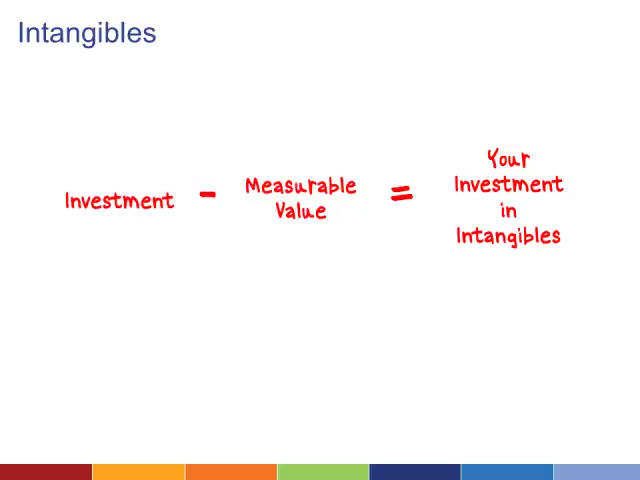 Intangibles
Investment - Measurable Value = Your Investment in Intangibles